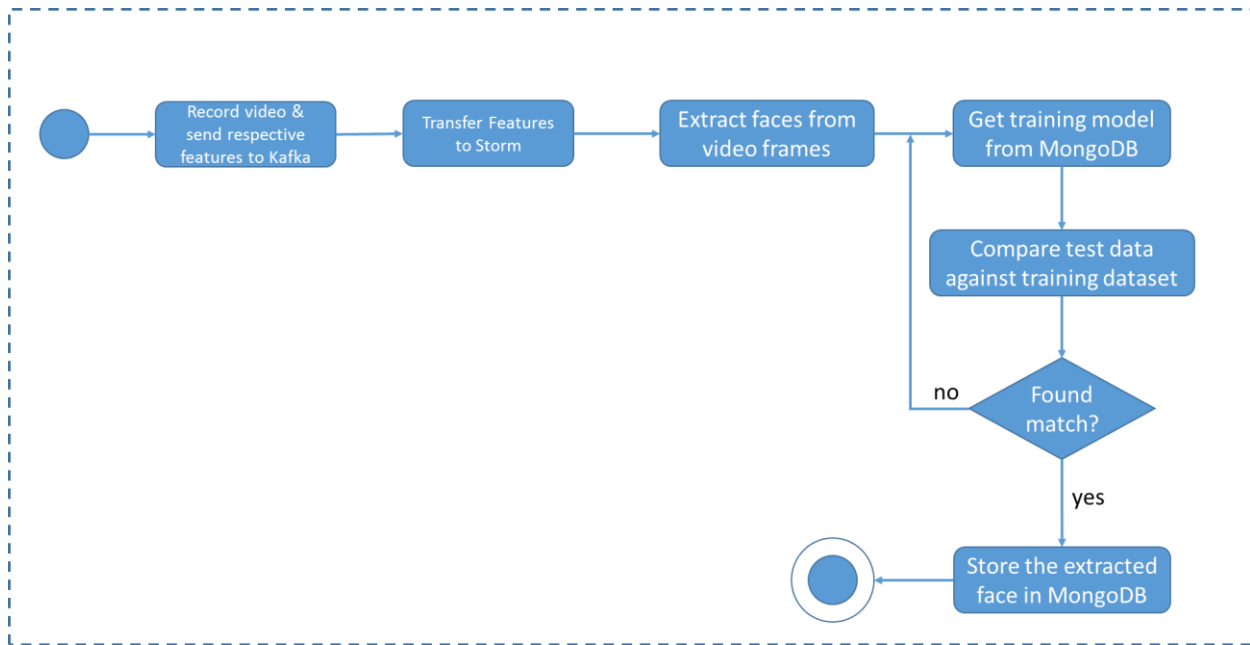 Record video &
send respective
features to Kafka
Transfer Features
to Storm
Extract faces from
video frames
Get training model
from MongoDB
Compare test data
against training dataset
Found
match?
no
yes
Store the extracted
face in MongoDB